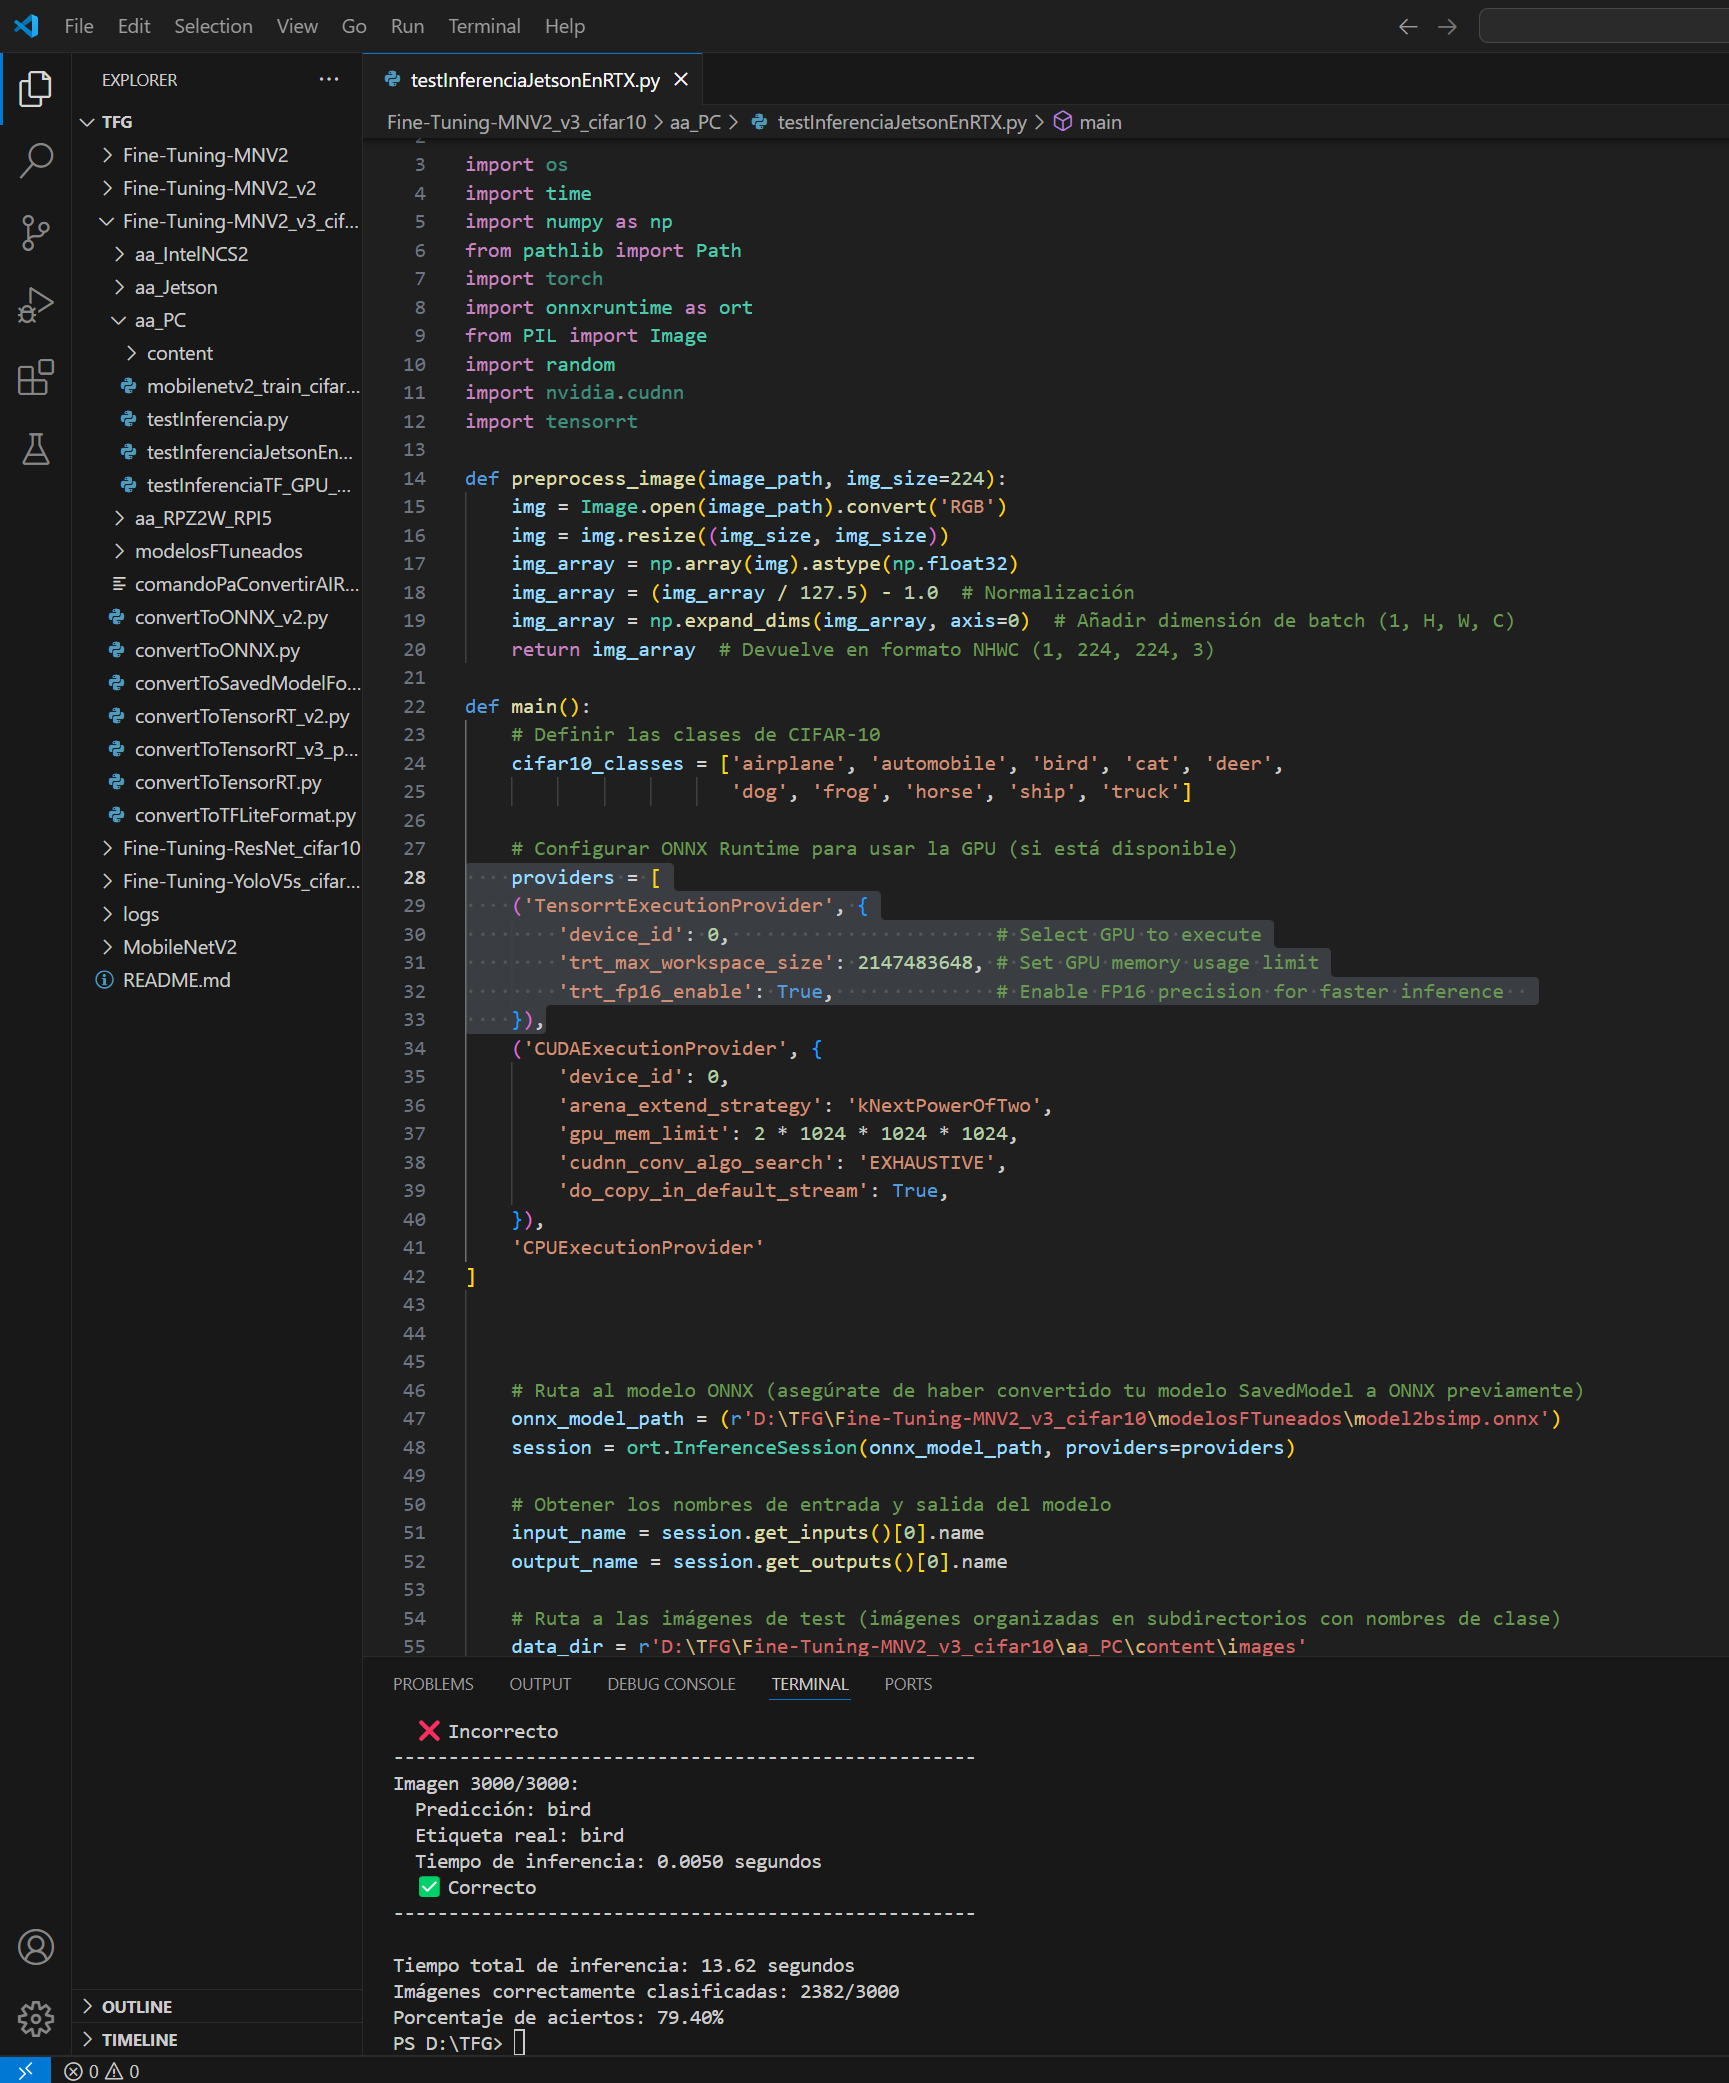 File Edit Selection View Go Run Terminal Help
EXPLORER
TFG
Fine-Tuning-MNV2
Fine-Tuning-MNV2_v2
Fine-Tuning-MNV2_v3_cif...
aa_IntelNCS2
aa_Jetson
aa_PC
content
mobilenetv2_train_cifar...
testInferencia.py
testInferenciaJetsonEn...
testInferenciaTF_GPU_...
aa_RPZ2W_RPI5
modelosFTuneados
comandoPaConvertirAIR...
convertToONNX_v2.py
convertToONNX.py
convertToSavedModelFo...
convertToTensorRT_v2.py
convertToTensorRT_v3_p...
convertToTensorRT.py
convertToTFLiteFormat.py
Fine-Tuning-ResNet_cifar10
Fine-Tuning-YoloV5s_cifar...
logs
MobileNetV2
README.md
OUTLINE
TIMELINE
testInferenciaJetsonEnRTX.py
Fine-Tuning-MNV2_v3_cifar10 > aa_PC > testInferenciaJetsonEnRTX.py > main
2
3 import os
4 import time
5 import numpy as np
6 from pathlib import Path
7 import torch
8 import onnxruntime as ort
9 from PIL import Image
10 import random
11 import nvidia.cudnn
12 import tensorrt
13
14 def preprocess_image(image_path, img_size=224):
15 img = Image.open(image_path).convert('RGB')
16 img = img.resize((img_size, img_size))
17 img_array = np.array(img).astype(np.float32)
18 img_array = (img_array / 127.5) - 1.0 # Normalización
19 img_array = np.expand_dims(img_array, axis=0) # Añadir dimensión de batch (1, H, W, C)
20 return img_array # Devuelve en formato NHWC (1, 224, 224, 3)
21
22 def main():
23 # Definir las clases de CIFAR-10
24 cifar10_classes = ['airplane', 'automobile', 'bird', 'cat', 'deer',
25 'dog', 'frog', 'horse', 'ship', 'truck']
26
27 # Configurar ONNX Runtime para usar la GPU (si está disponible)
28 providers = [
29 ('TensorrtExecutionProvider', {
30 'device_id': 0, # Select GPU to execute
31 'trt_max_workspace_size': 2147483648, # Set GPU memory usage limit
32 'trt_fp16_enable': True, # Enable FP16 precision for faster inference
33 }),
34 ('CUDAExecutionProvider', {
35 'device_id': 0,
36 'arena_extend_strategy': 'kNextPowerOfTwo',
37 'gpu_mem_limit': 2 * 1024 * 1024 * 1024,
38 'cudnn_conv_algo_search': 'EXHAUSTIVE',
39 'do_copy_in_default_stream': True,
40 }),
41 'CPUExecutionProvider'
42 ]
43
44
45
46 # Ruta al modelo ONNX (asegúrate de haber convertido tu modelo SavedModel a ONNX previamente)
47 onnx_model_path = (r'D:\TFG\Fine-Tuning-MNV2_v3_cifar10\modelosFTuneados\model2bsimp.onnx')
48 session = ort.InferenceSession(onnx_model_path, providers=providers)
49
50 # Obtener los nombres de entrada y salida del modelo
51 input_name = session.get_inputs()[0].name
52 output_name = session.get_outputs()[0].name
53
54 # Ruta a las imágenes de test (imágenes organizadas en subdirectorios con nombres de clase)
55 data_dir = r'D:\TFG\Fine-Tuning-MNV2_v3_cifar10\aa_PC\content\images'
PROBLEMS OUTPUT DEBUG CONSOLE TERMINAL PORTS
❌ Incorrecto
-----------------------------------------------------
Imagen 3000/3000:
Predicción: bird
Etiqueta real: bird
Tiempo de inferencia: 0.0050 segundos
✅ Correcto
-----------------------------------------------------
Tiempo total de inferencia: 13.62 segundos
Imágenes correctamente clasificadas: 2382/3000
Porcentaje de aciertos: 79.40%
PS D:\TFG>
0 0